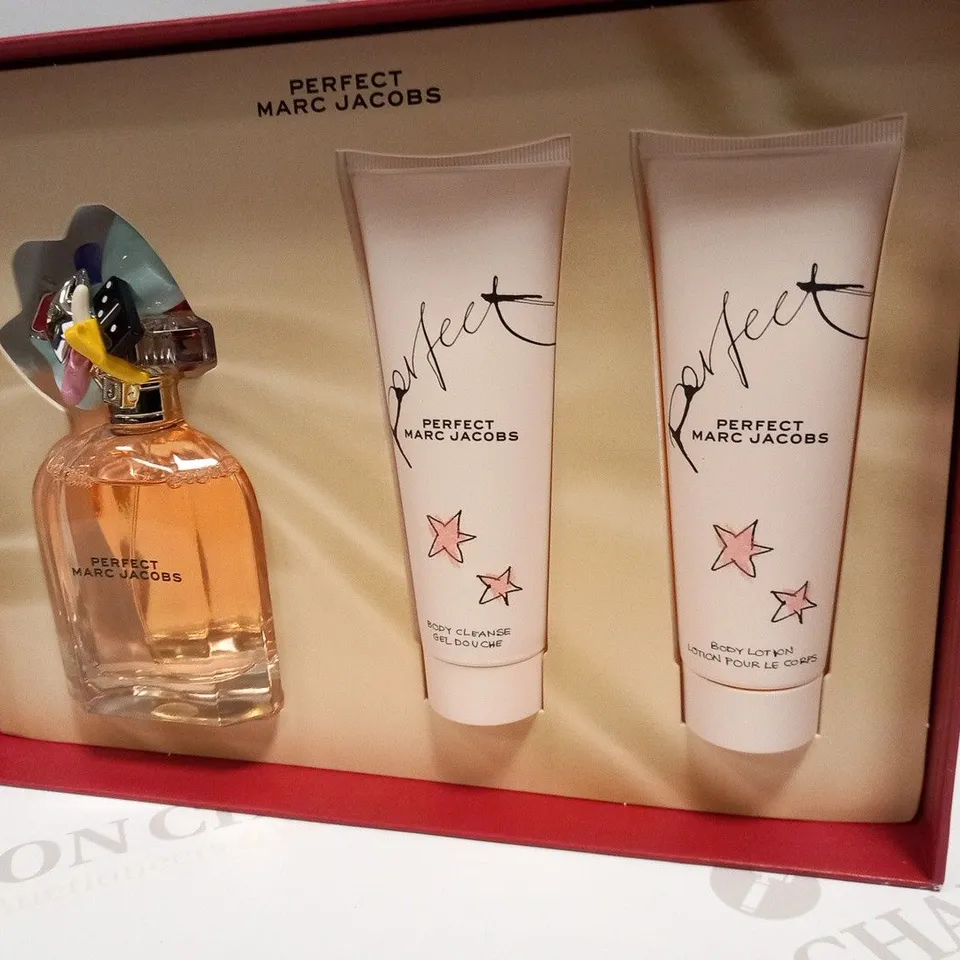 PERFECT
MARC JACOBS
PERFECT
MARC JACOBS
perfect
PERFECT
MARC JACOBS
BODY CLEANSE
GEL DOUCHE
perfect
PERFECT
MARC JACOBS
BODY LOTION
LOTION POUR LE CORPS